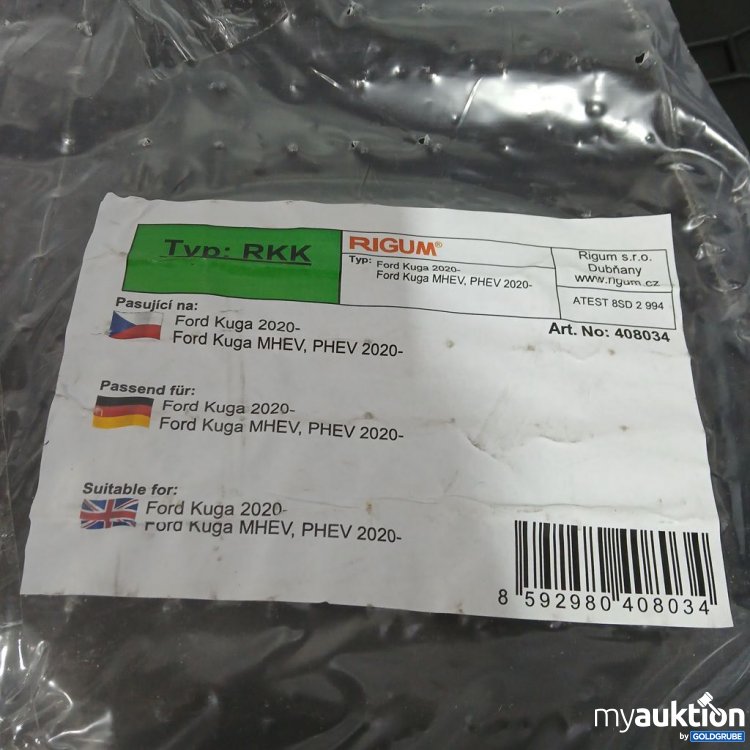 Typ: RKK
RIGUM®
Typ: Ford Kuga 2020-
Ford Kuga MHEV, PHEV 2020-
Rigum s.r.o.
Dubňany
www.rigum.cz
ATEST 8SD 2 994
Art. No: 408034
Pasující na:
Ford Kuga 2020-
Ford Kuga MHEV, PHEV 2020-
Passend für:
Ford Kuga 2020-
Ford Kuga MHEV, PHEV 2020-
Suitable for:
Ford Kuga 2020-
Ford Kuga MHEV, PHEV 2020-
8 592980 408034
myauktion
by GOLDGRUBE